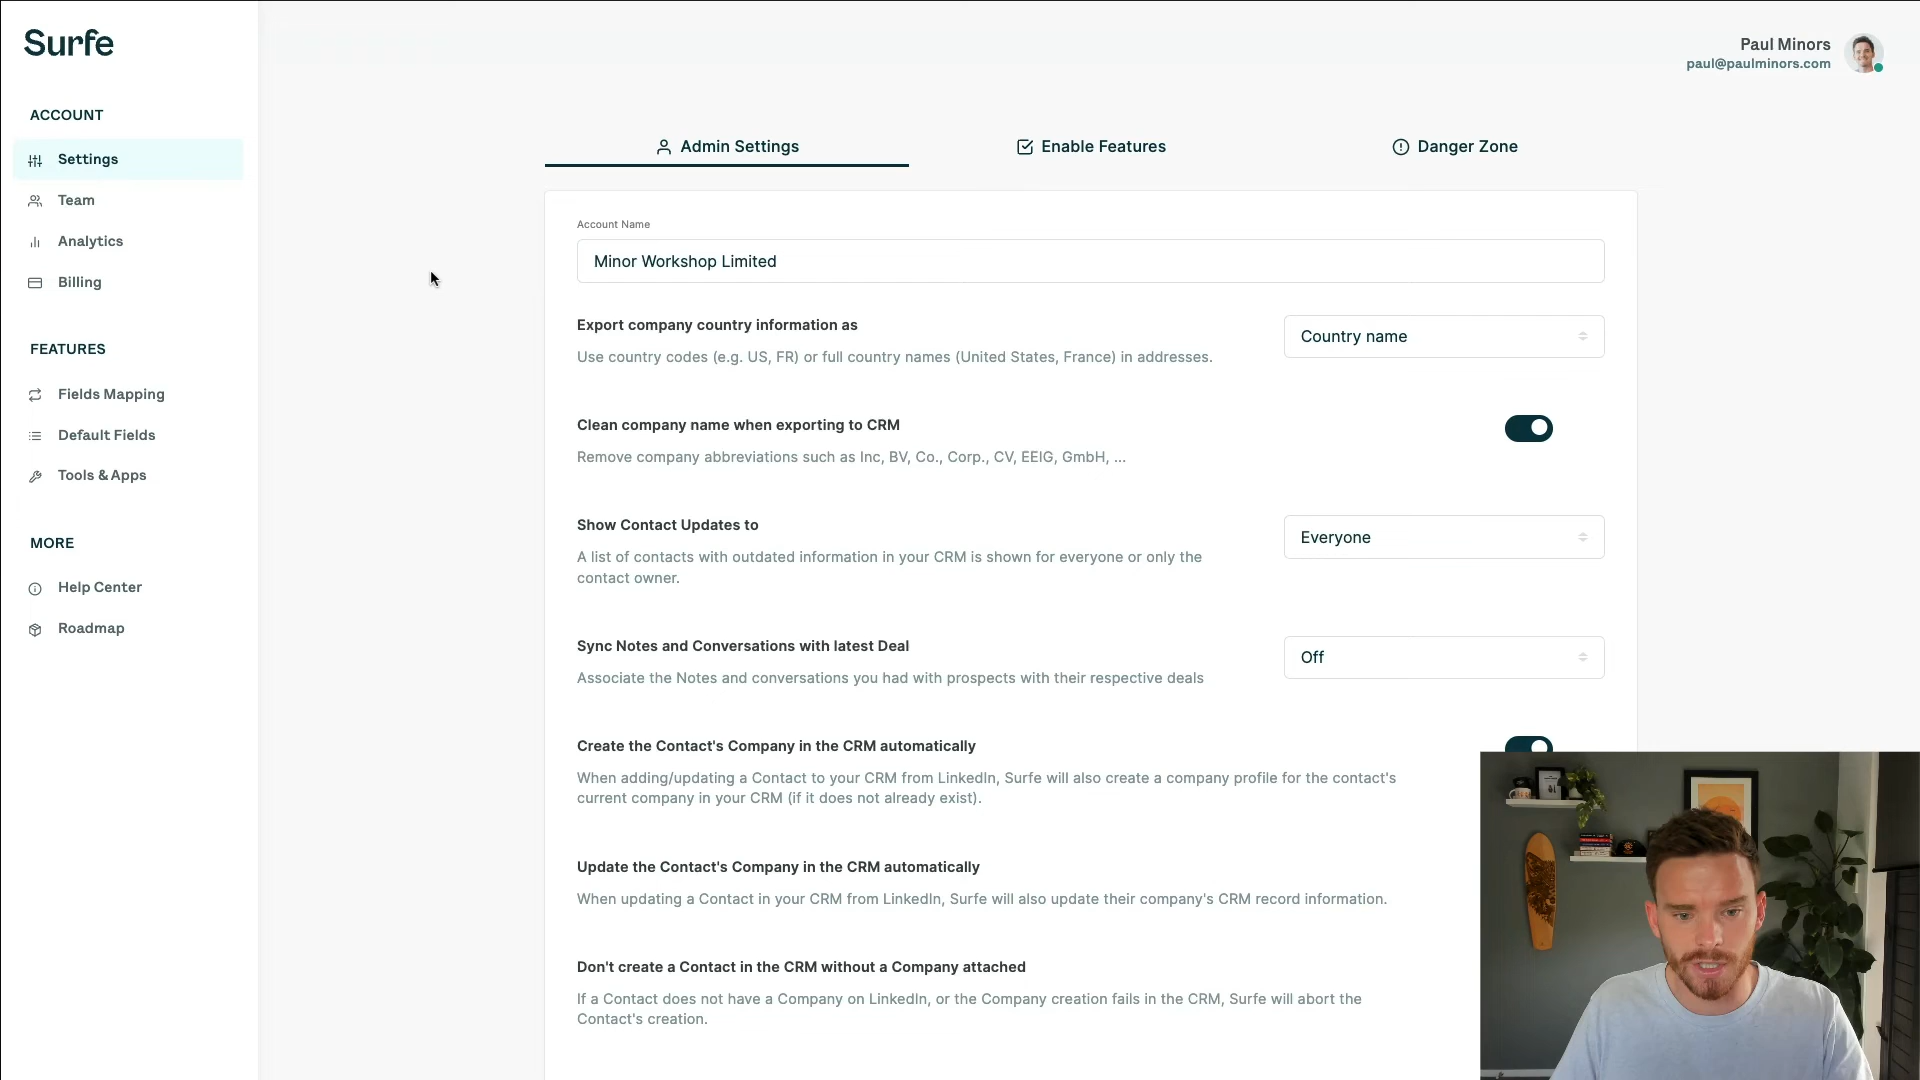 Surfe
Paul Minors
paul@paulminors.com
ACCOUNT
Settings
Team
Analytics
Billing
FEATURES
Fields Mapping
Default Fields
Tools & Apps
MORE
Help Center
Roadmap
Admin Settings
Enable Features
Danger Zone
Account Name
Minor Workshop Limited
Export company country information as
Use country codes (e.g. US, FR) or full country names (United States, France) in addresses.
Country name
Clean company name when exporting to CRM
Remove company abbreviations such as Inc, BV, Co., Corp., CV, EEIG, GmbH, ...
Show Contact Updates to
A list of contacts with outdated information in your CRM is shown for everyone or only the
contact owner.
Everyone
Sync Notes and Conversations with latest Deal
Associate the Notes and conversations you had with prospects with their respective deals
Off
Create the Contact's Company in the CRM automatically
When adding/updating a Contact to your CRM from LinkedIn, Surfe will also create a company profile for the contact's
current company in your CRM (if it does not already exist).
Update the Contact's Company in the CRM automatically
When updating a Contact in your CRM from LinkedIn, Surfe will also update their company's CRM record information.
Don't create a Contact in the CRM without a Company attached
If a Contact does not have a Company on LinkedIn, or the Company creation fails in the CRM, Surfe will abort the
Contact's creation.